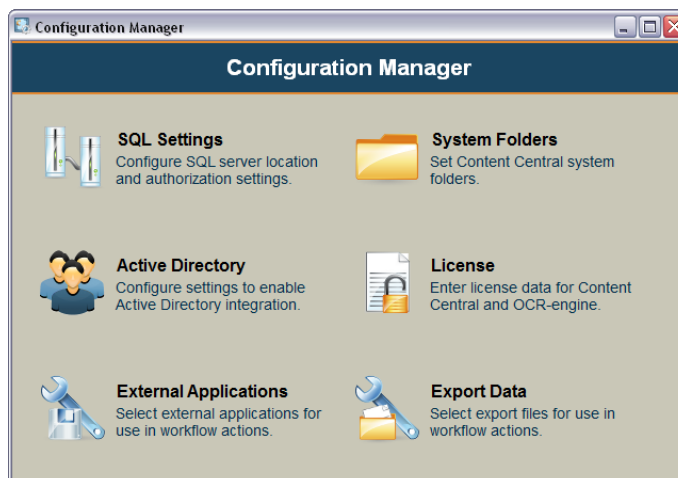 Configuration Manager
Configuration Manager
SQL Settings
Configure SQL server location
and authorization settings.
System Folders
Set Content Central system
folders.
Active Directory
Configure settings to enable
Active Directory integration.
License
Enter license data for Content
Central and OCR-engine.
External Applications
Select external applications for
use in workflow actions.
Export Data
Select export files for use in
workflow actions.